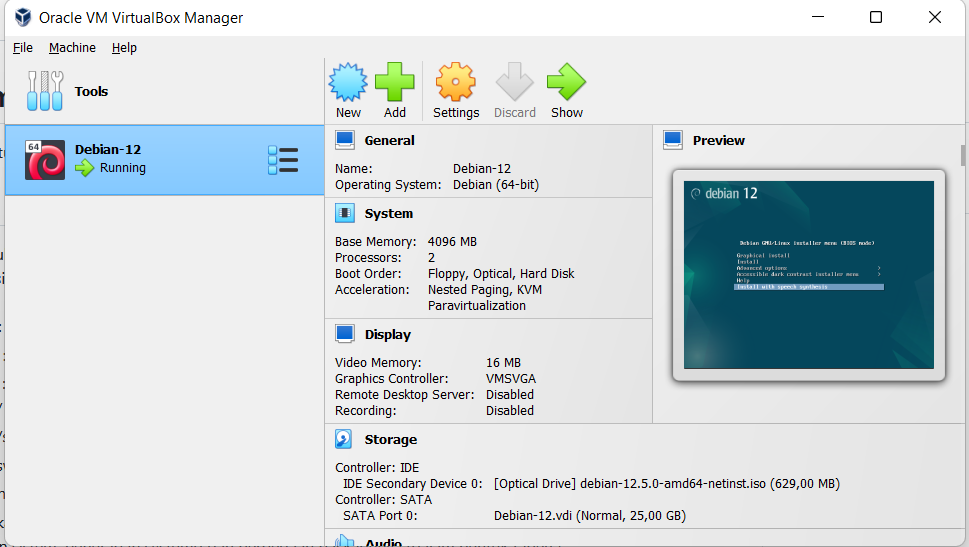 Oracle VM VirtualBox Manager
File Machine Help
Tools
New Add Settings Discard Show
64
Debian-12
Running
General
Name: Debian-12
Operating System: Debian (64-bit)
System
Base Memory: 4096 MB
Processors: 2
Boot Order: Floppy, Optical, Hard Disk
Acceleration: Nested Paging, KVM
Paravirtualization
Display
Video Memory: 16 MB
Graphics Controller: VMSVGA
Remote Desktop Server: Disabled
Recording: Disabled
Storage
Controller: IDE
IDE Secondary Device 0: [Optical Drive] debian-12.5.0-amd64-netinst.iso (629,00 MB)
Controller: SATA
SATA Port 0: Debian-12.vdi (Normal, 25,00 GB)
Audio
Preview
debian 12
Debian GNU/Linux installer menu (BIOS mode)
Graphical install
Install
Advanced options >
Accessible dark contrast installer menu >
Help
Install with speech synthesis